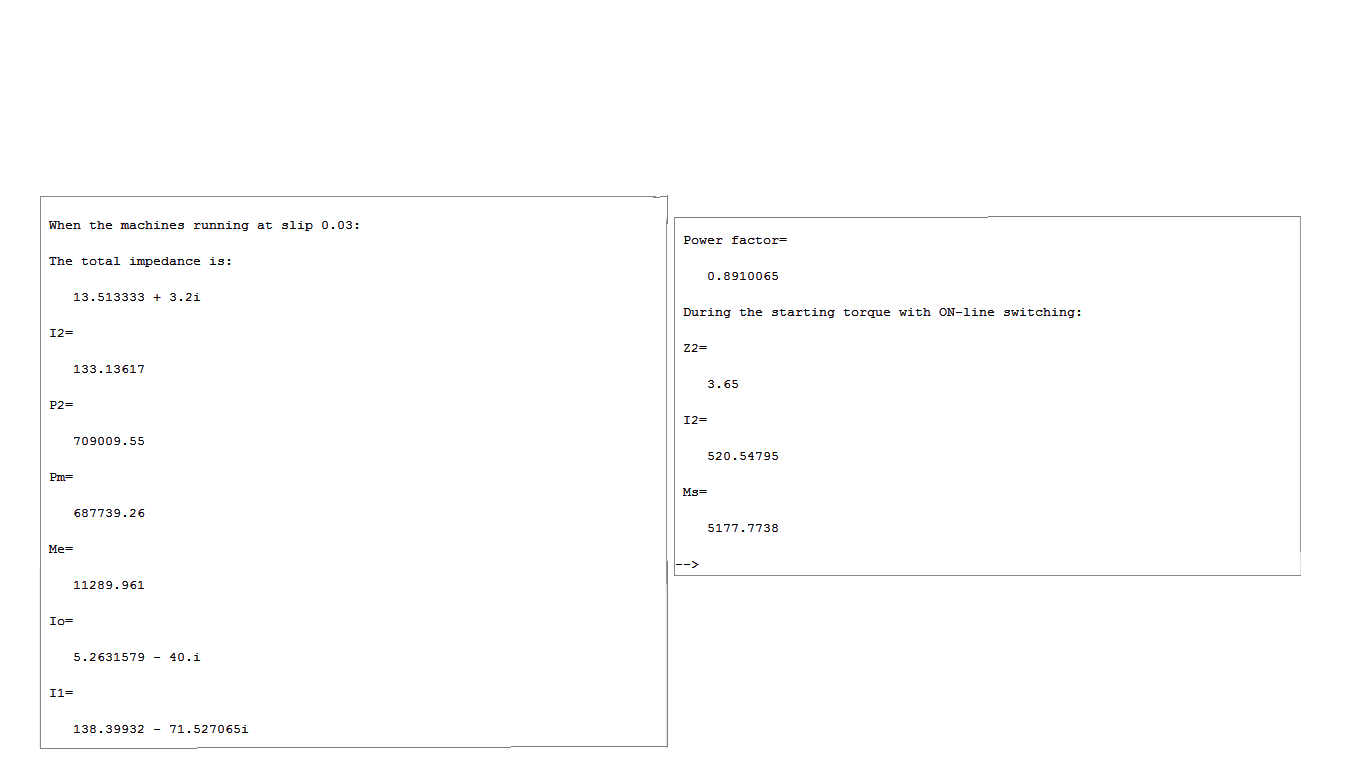 When the machines running at slip 0.03:
The total impedance is:
13.513333 + 3.2i
I2=
133.13617
P2=
709009.55
Pm=
687739.26
Me=
11289.961
Io=
5.2631579 - 40.i
I1=
138.39932 - 71.527065i
Power factor=
0.8910065
During the starting torque with ON-line switching:
Z2=
3.65
I2=
520.54795
Ms=
5177.7738
-->